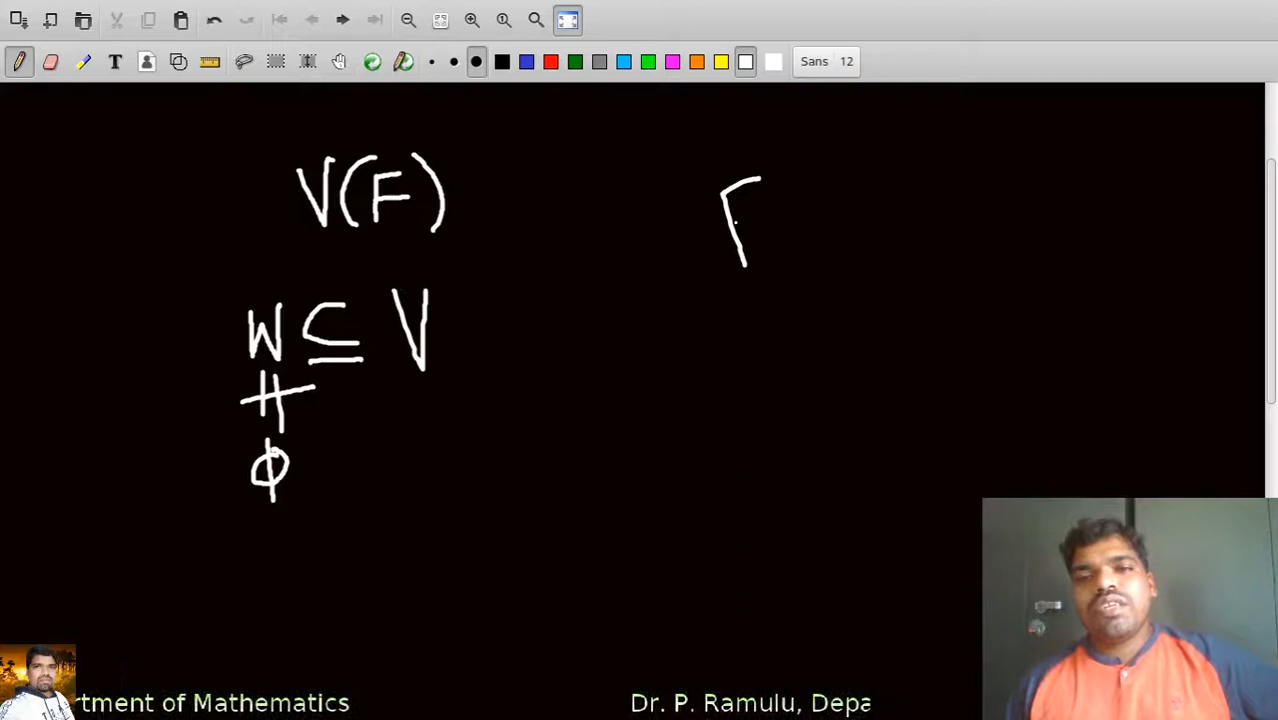 Sans 12
V(F)
W ⊆ V
≠
ϕ
Γ
rtment of Mathematics
Dr. P. Ramulu, Depa